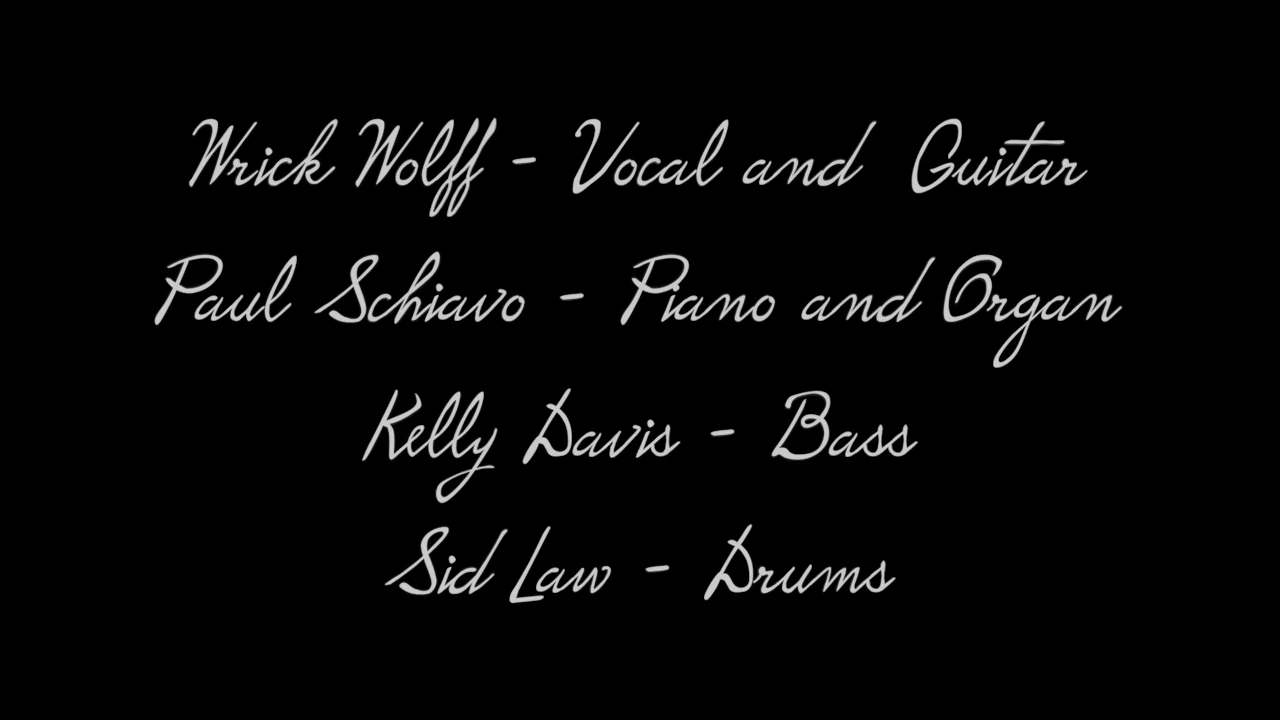 Wrick Wolff - Vocal and Guitar
Paul Schiavo - Piano and Organ
Kelly Davis - Bass
Sid Law - Drums